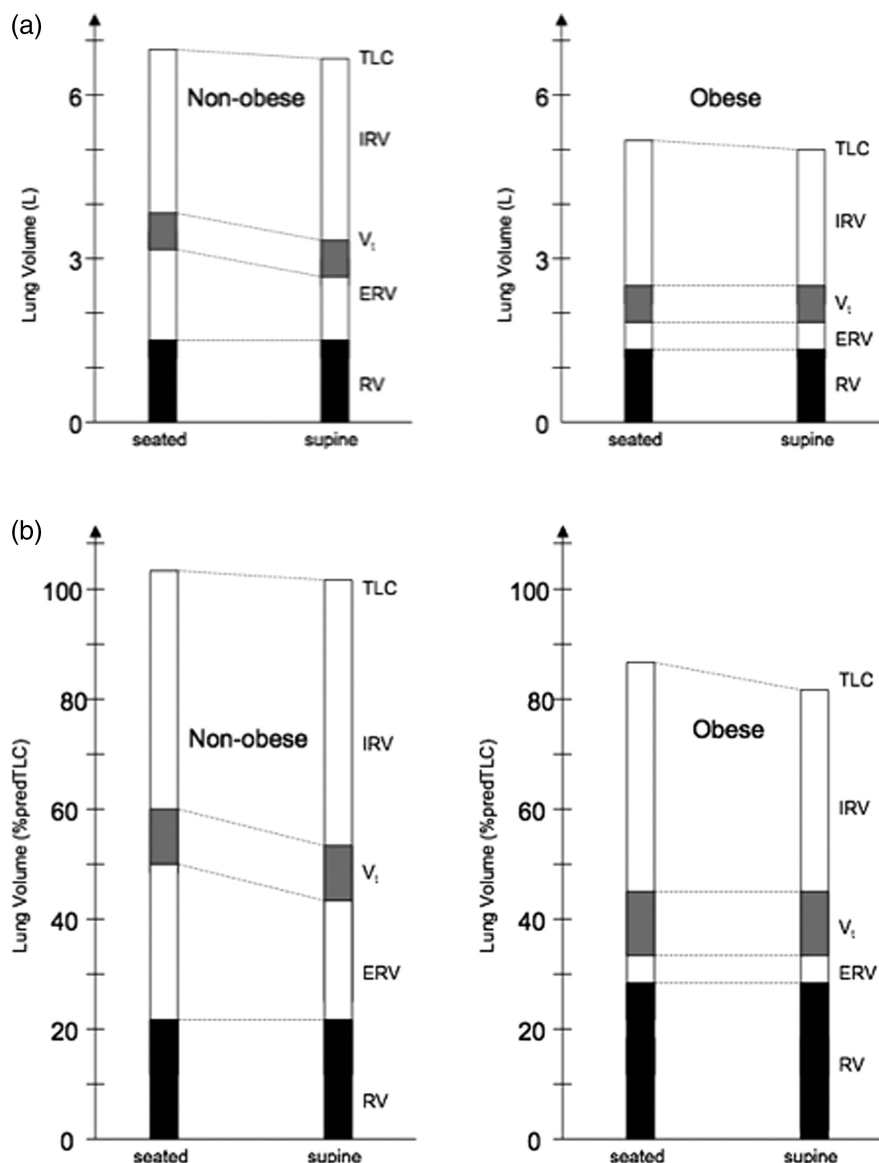 (a)
Lung Volume (L)
6
3
0
Non-obese
TLC
IRV
Vt
ERV
RV
seated supine
Lung Volume (L)
6
3
0
Obese
TLC
IRV
Vt
ERV
RV
seated supine
(b)
Lung Volume (%predTLC)
100
80
60
40
20
0
Non-obese
TLC
IRV
Vt
ERV
RV
seated supine
Lung Volume (%predTLC)
100
80
60
40
20
0
Obese
TLC
IRV
Vt
ERV
RV
seated supine